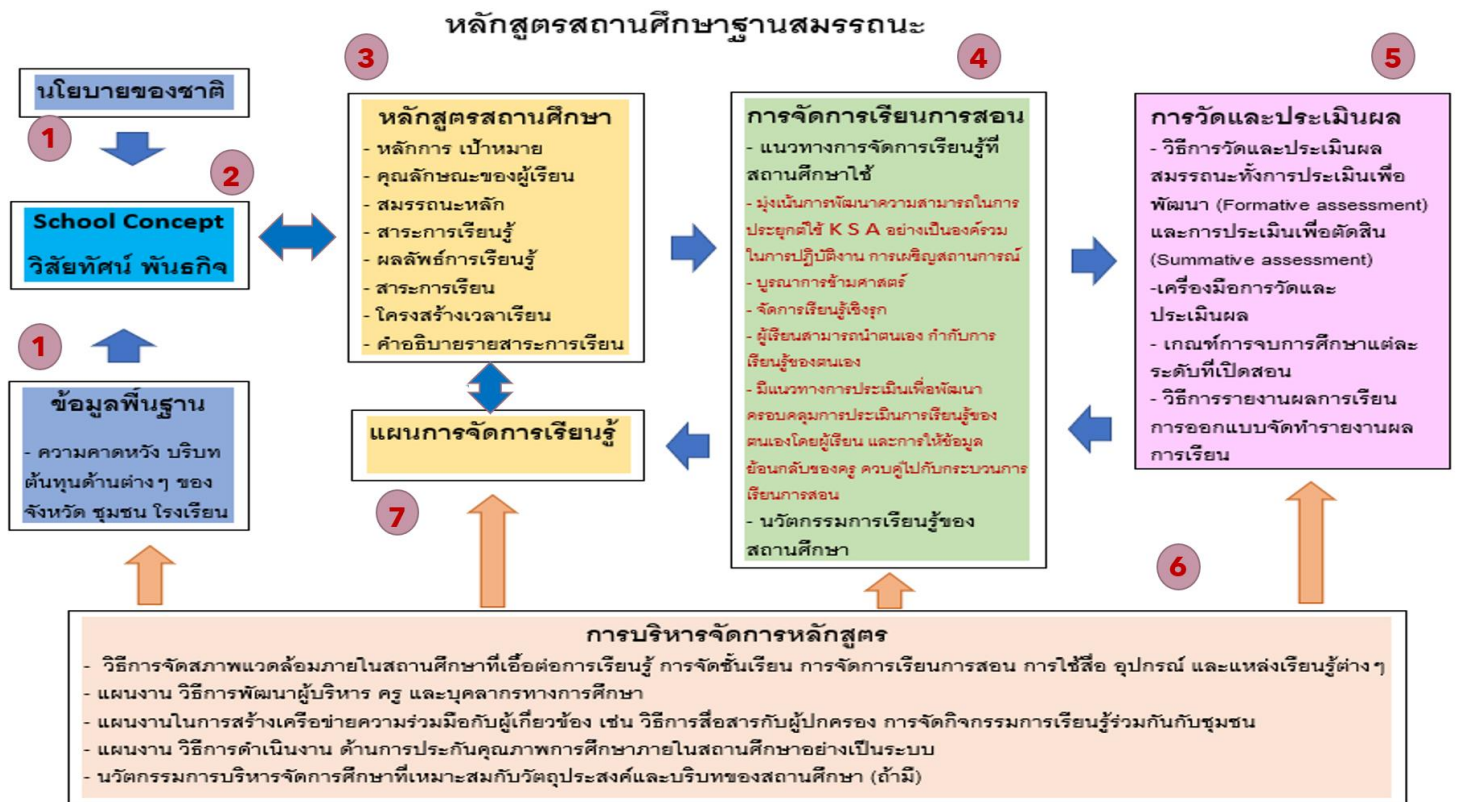 หลักสูตรสถานศึกษาฐานสมรรถนะ
1
นโยบายของชาติ
2
School Concept
วิสัยทัศน์ พันธกิจ
1
ข้อมูลพื้นฐาน
- ความคาดหวัง บริบท
ต้นทุนด้านต่างๆ ของ
จังหวัด ชุมชน โรงเรียน
3
หลักสูตรสถานศึกษา
- หลักการ เป้าหมาย
- คุณลักษณะของผู้เรียน
- สมรรถนะหลัก
- สาระการเรียนรู้
- ผลลัพธ์การเรียนรู้
- สาระการเรียน
- โครงสร้างเวลาเรียน
- คำอธิบายรายสาระการเรียน
แผนการจัดการเรียนรู้
7
4
การจัดการเรียนการสอน
- แนวทางการจัดการเรียนรู้ที่
สถานศึกษาใช้
- มุ่งเน้นการพัฒนาความสามารถในการ
ประยุกต์ใช้ K S A อย่างเป็นองค์รวม
ในการปฏิบัติงาน การเผชิญสถานการณ์
- บูรณาการข้ามศาสตร์
- จัดการเรียนรู้เชิงรุก
- ผู้เรียนสามารถนำตนเอง กำกับการ
เรียนรู้ของตนเอง
- มีแนวทางการประเมินเพื่อพัฒนา
ครอบคลุมการประเมินการเรียนรู้ของ
ตนเองโดยผู้เรียน และการให้ข้อมูล
ย้อนกลับของครู ควบคู่ไปกับกระบวนการ
เรียนการสอน
- นวัตกรรมการเรียนรู้ของ
สถานศึกษา
5
การวัดและประเมินผล
- วิธีการวัดและประเมินผล
สมรรถนะทั้งการประเมินเพื่อ
พัฒนา (Formative assessment)
และการประเมินเพื่อตัดสิน
(Summative assessment)
-เครื่องมือการวัดและ
ประเมินผล
- เกณฑ์การจบการศึกษาแต่ละ
ระดับที่เปิดสอน
- วิธีการรายงานผลการเรียน
การออกแบบจัดทำรายงานผล
การเรียน
6
การบริหารจัดการหลักสูตร
- วิธีการจัดสภาพแวดล้อมภายในสถานศึกษาที่เอื้อต่อการเรียนรู้ การจัดชั้นเรียน การจัดการเรียนการสอน การใช้สื่อ อุปกรณ์ และแหล่งเรียนรู้ต่างๆ
- แผนงาน วิธีการพัฒนาผู้บริหาร ครู และบุคลากรทางการศึกษา
- แผนงานในการสร้างเครือข่ายความร่วมมือกับผู้เกี่ยวข้อง เช่น วิธีการสื่อสารกับผู้ปกครอง การจัดกิจกรรมการเรียนรู้ร่วมกันกับชุมชน
- แผนงาน วิธีการดำเนินงาน ด้านการประกันคุณภาพการศึกษาภายในสถานศึกษาอย่างเป็นระบบ
- นวัตกรรมการบริหารจัดการศึกษาที่เหมาะสมกับวัตถุประสงค์และบริบทของสถานศึกษา (ถ้ามี)